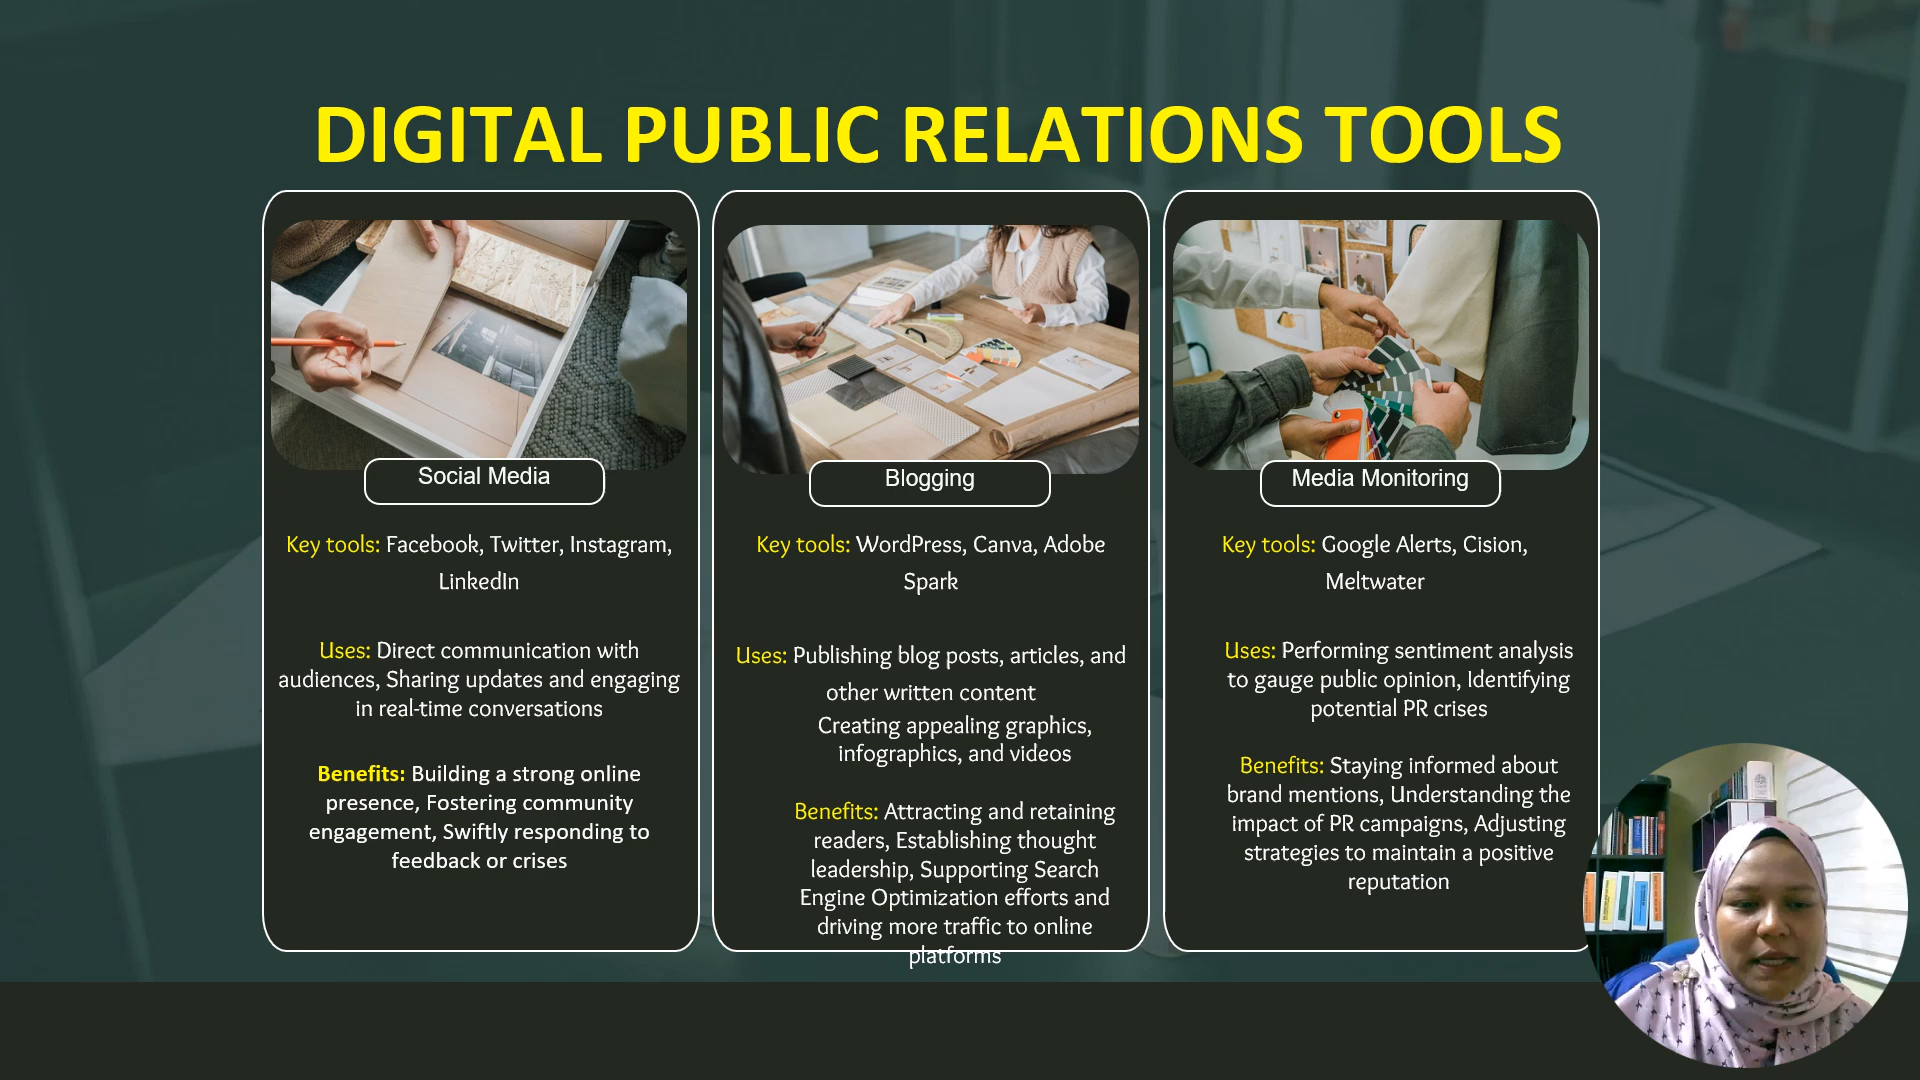 DIGITAL PUBLIC RELATIONS TOOLS
Social Media
Key tools: Facebook, Twitter, Instagram,
LinkedIn
Uses: Direct communication with
audiences, Sharing updates and engaging
in real-time conversations
Benefits: Building a strong online
presence, Fostering community
engagement, Swiftly responding to
feedback or crises
Blogging
Key tools: WordPress, Canva, Adobe
Spark
Uses: Publishing blog posts, articles, and
other written content
Creating appealing graphics,
infographics, and videos
Benefits: Attracting and retaining
readers, Establishing thought
leadership, Supporting Search
Engine Optimization efforts and
driving more traffic to online
platforms
Media Monitoring
Key tools: Google Alerts, Cision,
Meltwater
Uses: Performing sentiment analysis
to gauge public opinion, Identifying
potential PR crises
Benefits: Staying informed about
brand mentions, Understanding the
impact of PR campaigns, Adjusting
strategies to maintain a positive
reputation